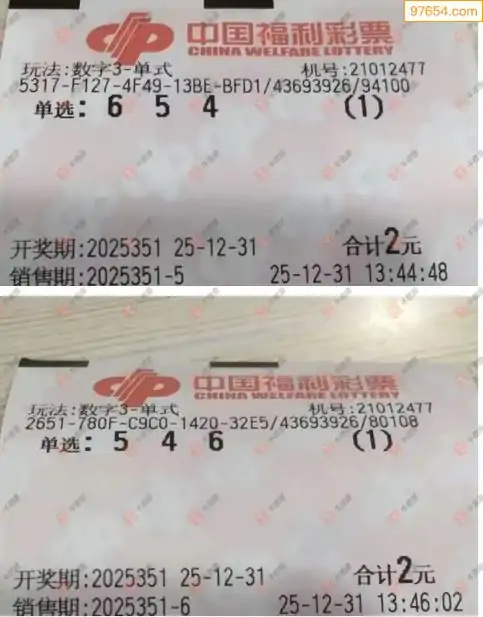 97654.com
中国福利彩票
CHINA WELFARE LOTTERY
玩法:数字3-单式 机号:21012477
5317-F127-4F49-13BE-BFD1/43693926/94100
单选: 6 5 4 (1)
开奖期:2025351 25-12-31 合计2元
销售期:2025351-5 25-12-31 13:44:48
中国福利彩票
CHINA WELFARE LOTTERY
玩法:数字3-单式 机号:21012477
2651-780F-C9C0-1420-32E5/43693926/80108
单选: 5 4 6 (1)
开奖期:2025351 25-12-31 合计2元
销售期:2025351-6 25-12-31 13:46:02